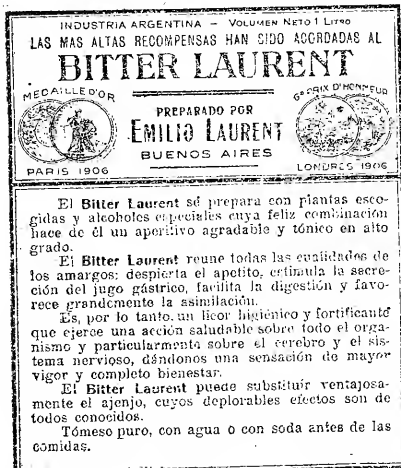 INDUSTRIA ARGENTINA – VOLUMEN NETO 1 LITRO
LAS MAS ALTAS RECOMPENSAS HAN SIDO ACORDADAS AL
BITTER LAURENT
MEDAILLE D'OR
PARIS 1906
PREPARADO POR
EMILIO LAURENT
BUENOS AIRES
Gd PRIX D'HONNEUR
LONDRES 1906
El Bitter Laurent se prepara con plantas esco-
gidas y alcoholes especiales cuya feliz combinación
hace de él un aperitivo agradable y tónico en alto
grado.
El Bitter Laurent reune todas las cualidades de
los amargos: despierta el apetito, estimula la secre-
ción del jugo gástrico, facilita la digestión y favo-
rece grandemente la asimilación.
Es, por lo tanto, un licor higiénico y fortificante
que ejerce una acción saludable sobre todo el orga-
nismo y particularmente sobre el cerebro y el sis-
tema nervioso, dándonos una sensación de mayor
vigor y completo bienestar.
El Bitter Laurent puede substituir ventajosa-
mente el ajenjo, cuyos deplorables efectos son de
todos conocidos.
Tómese puro, con agua o con soda antes de las
comidas.